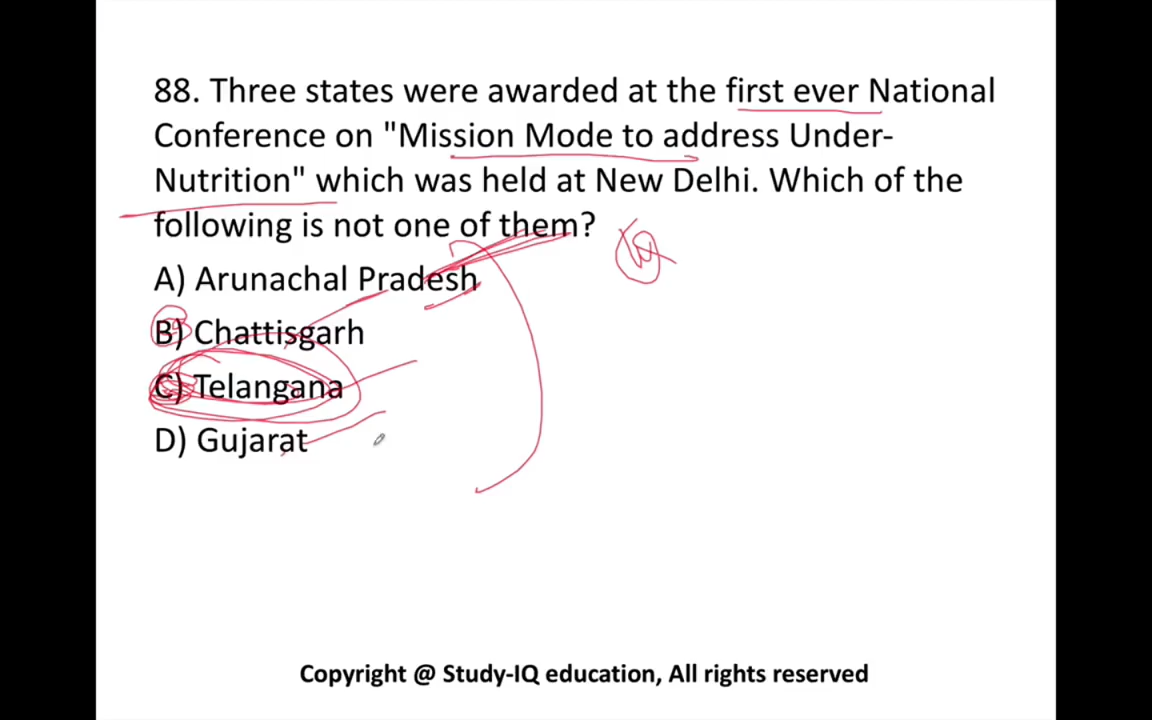 88. Three states were awarded at the first ever National
Conference on "Mission Mode to address Under-
Nutrition" which was held at New Delhi. Which of the
following is not one of them?
A) Arunachal Pradesh
B) Chattisgarh
C) Telangana
D) Gujarat
Copyright @ Study-IQ education, All rights reserved